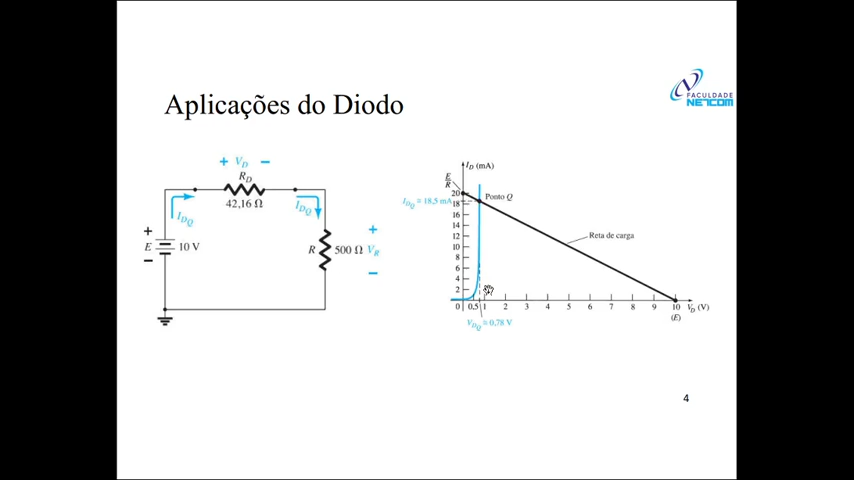 FACULDADE
NETCOM
Aplicações do Diodo
+ V_D −
R_D
42,16 Ω
I_DQ
I_DQ
+
E
10 V
−
R
500 Ω
+
V_R
−
I_D (mA)
E/R
20
I_DQ ≅ 18,5 mA
18
16
14
12
10
8
6
4
2
Ponto Q
Reta de carga
0 0,5 1 2 3 4 5 6 7 8 9 10 V_D (V)
(E)
V_DQ ≅ 0,78 V
4